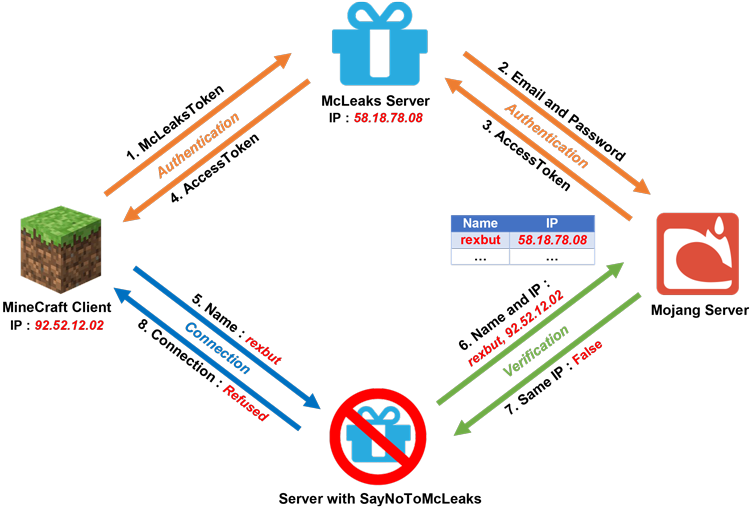 McLeaks Server
IP : 58.18.78.08
1. McLeaksToken
Authentication
4. AccessToken
2. Email and Password
Authentication
3. AccessToken
Name IP
rexbut 58.18.78.08
... ...
MineCraft Client
IP : 92.52.12.02
Mojang Server
5. Name : rexbut
Connection
8. Connection : Refused
6. Name and IP :
rexbut, 92.52.12.02
Verification
7. Same IP : False
Server with SayNoToMcLeaks